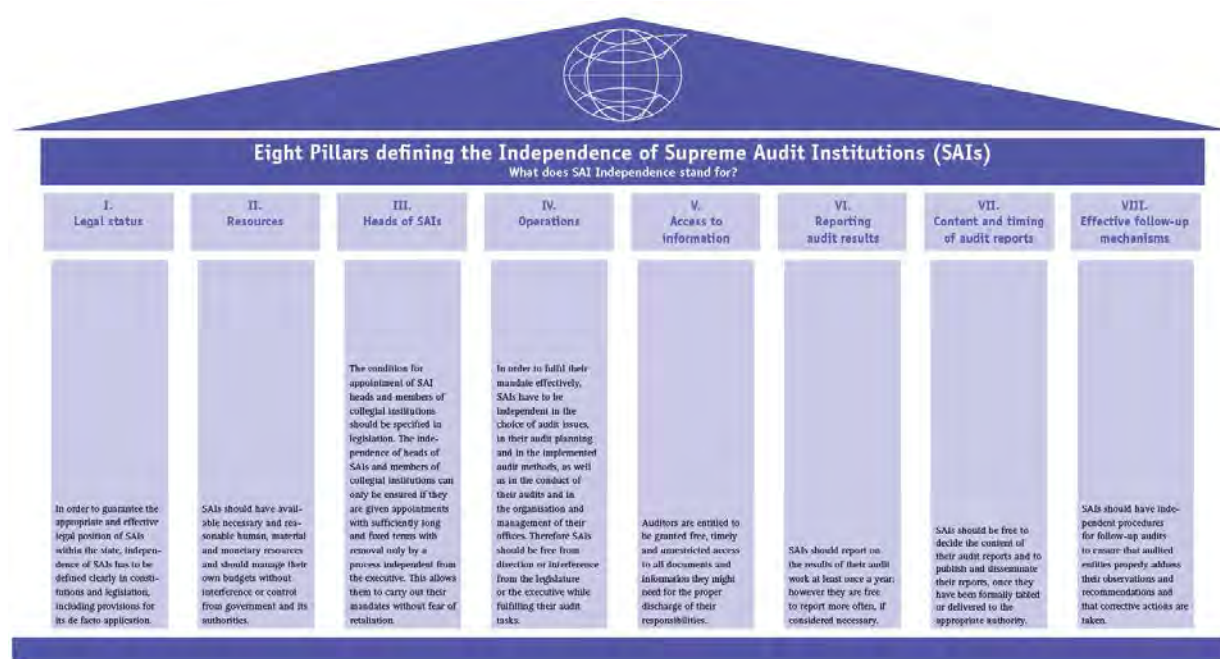 Eight Pillars defining the Independence of Supreme Audit Institutions (SAIs)
What does SAI Independence stand for?
I.
Legal status
II.
Resources
III.
Heads of SAIs
IV.
Operations
V.
Access to
information
VI.
Reporting
audit results
VII.
Content and timing
of audit reports
VIII.
Effective follow-up
mechanisms
In order to guarantee the
appropriate and effective
legal position of SAIs
within the state, indepen-
dence of SAIs has to be
defined clearly in consti-
tutions and legislation,
including provisions for
its de facto application.
SAIs should have avail-
able necessary and rea-
sonable human, material
and monetary resources
and should manage their
own budgets without
interference or control
from government and its
authorities.
The condition for
appointment of SAI
heads and members of
collegial institutions
should be specified in
legislation. The inde-
pendence of heads of
SAIs and members of
collegial institutions can
only be ensured if they
are given appointments
with sufficiently long
and fixed terms with
removal only by a
process independent from
the executive. This allows
them to carry out their
mandates without fear of
retaliation.
In order to fulfil their
mandate effectively,
SAIs have to be
independent in the
choice of audit issues,
in their audit planning
and in the implemented
audit methods, as well
as in the conduct of
their audits and in
the organisation and
management of their
offices. Therefore SAIs
should be free from
direction or interference
from the legislature
or the executive while
fulfilling their audit
tasks.
Auditors are entitled to
be granted free, timely
and unrestricted access
to all documents and
information they might
need for the proper
discharge of their
responsibilities.
SAIs should report on
the results of their audit
work at least once a year;
however they are free
to report more often, if
considered necessary.
SAIs should be free to
decide the content of
their audit reports and to
publish and disseminate
their reports, once they
have been formally tabled
or delivered to the
appropriate authority.
SAIs should have inde-
pendent procedures
for follow-up audits
to ensure that audited
entities properly address
their observations and
recommendations and
that corrective actions are
taken.